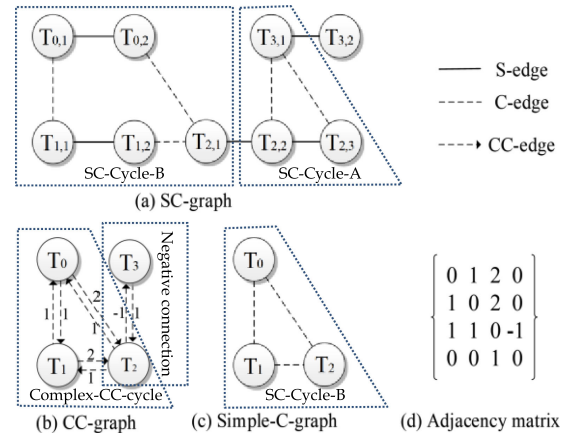 T0,1 T0,2 T3,1 T3,2
S-edge
C-edge
T1,1 T1,2 T2,1 T2,2 T2,3
CC-edge
SC-Cycle-B SC-Cycle-A
(a) SC-graph
T0 T3 Negative connection
2
1 1 1 -1 1
T1 2 T2
1
Complex-CC-cycle
(b) CC-graph
T0
T1 T2
SC-Cycle-B
(c) Simple-C-graph
0 1 2 0
1 0 2 0
1 1 0 -1
0 0 1 0
(d) Adjacency matrix